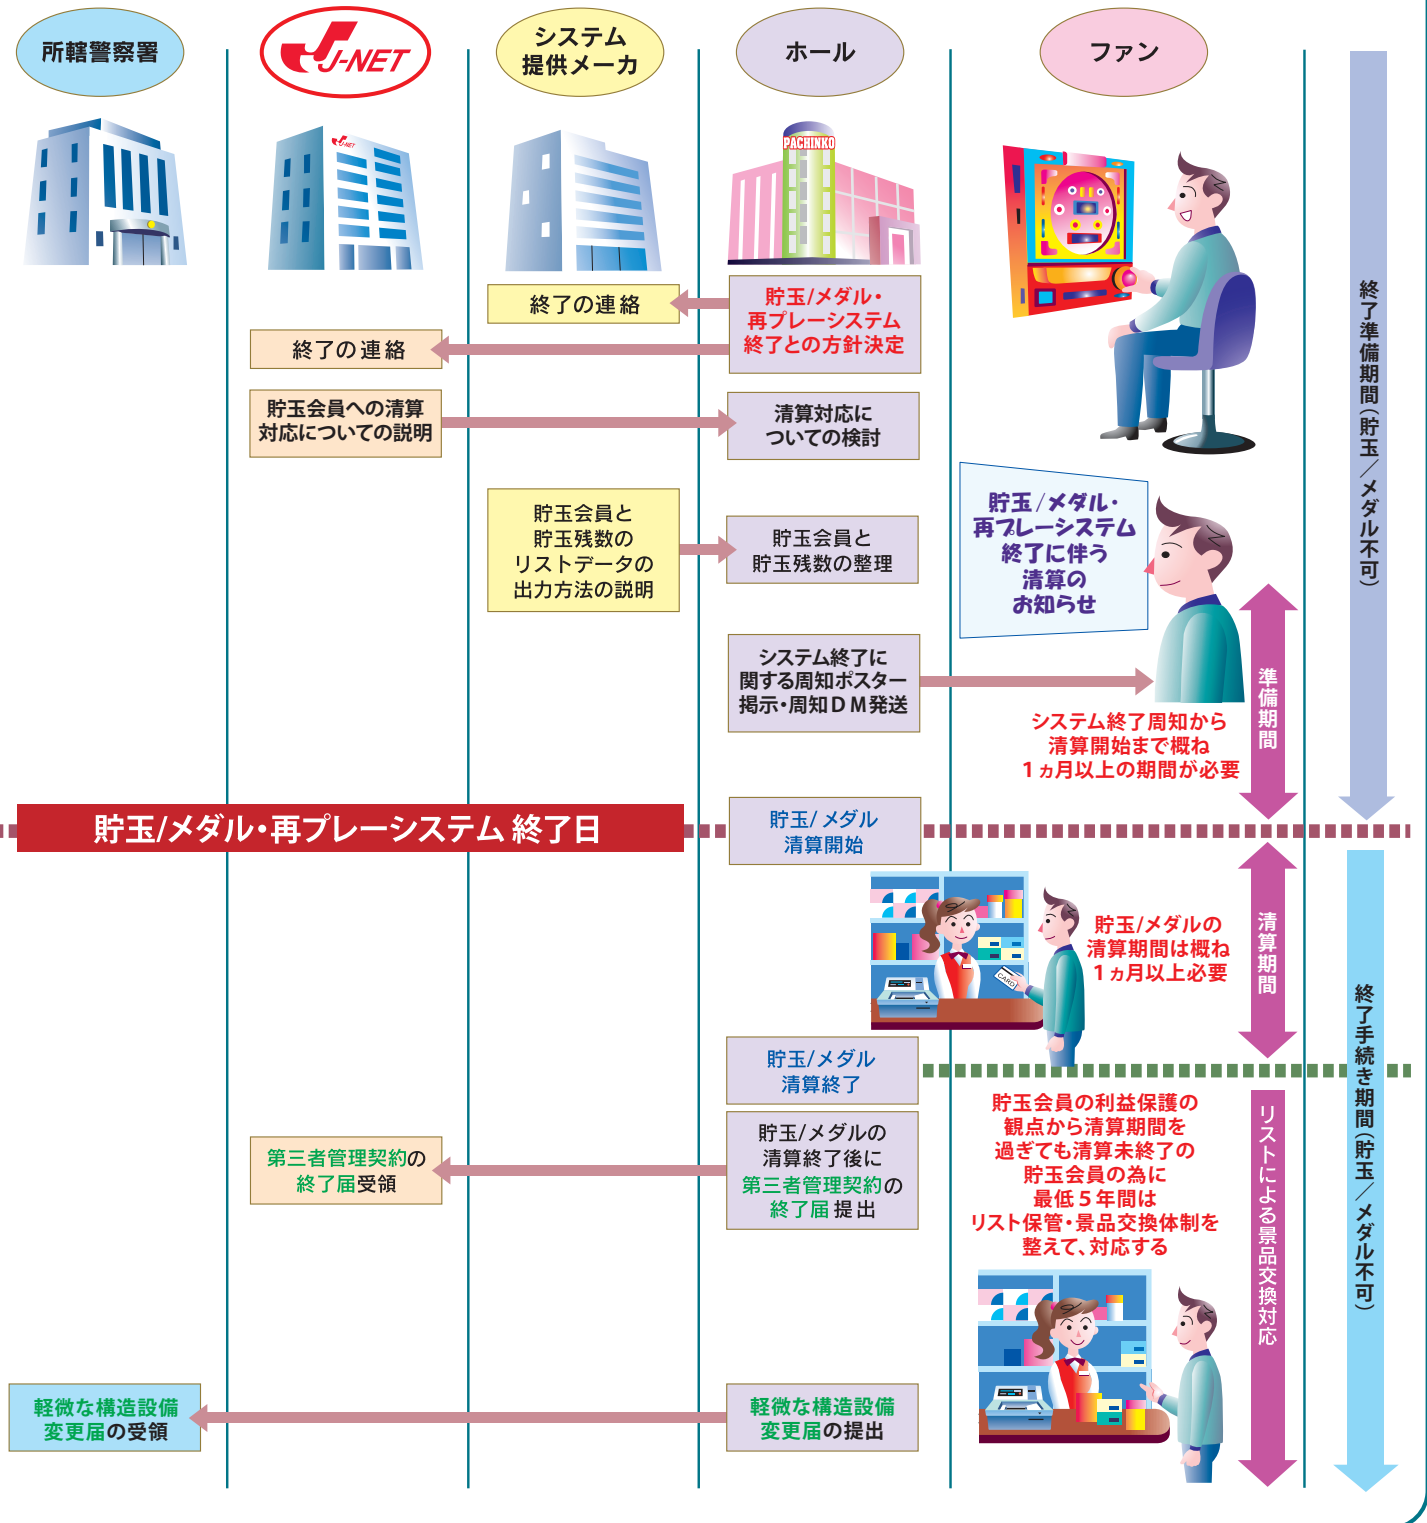 所轄警察署
J-NET
システム
提供メーカ
ホール
ファン
J-NET
PACHINKO
終了の連絡
貯玉/メダル・
再プレーシステム
終了との方針決定
終了の連絡
貯玉会員への清算
対応についての説明
清算対応に
ついての検討
貯玉会員と
貯玉残数の
リストデータの
出力方法の説明
貯玉会員と
貯玉残数の整理
貯玉/メダル・
再プレーシステム
終了に伴う
清算の
お知らせ
システム終了に
関する周知ポスター
掲示・周知DM発送
システム終了周知から
清算開始まで概ね
1ヵ月以上の期間が必要
準備期間
終了準備期間(貯玉/メダル不可)
貯玉/メダル・再プレーシステム 終了日
貯玉/メダル
清算開始
CARD
貯玉/メダルの
清算期間は概ね
1ヵ月以上必要
清算期間
貯玉/メダル
清算終了
貯玉/メダルの
清算終了後に
第三者管理契約の
終了届提出
第三者管理契約の
終了届受領
貯玉会員の利益保護の
観点から清算期間を
過ぎても清算未終了の
貯玉会員の為に
最低5年間は
リスト保管・景品交換体制を
整えて、対応する
リストによる景品交換対応
終了手続き期間(貯玉/メダル不可)
軽微な構造設備
変更届の受領
軽微な構造設備
変更届の提出